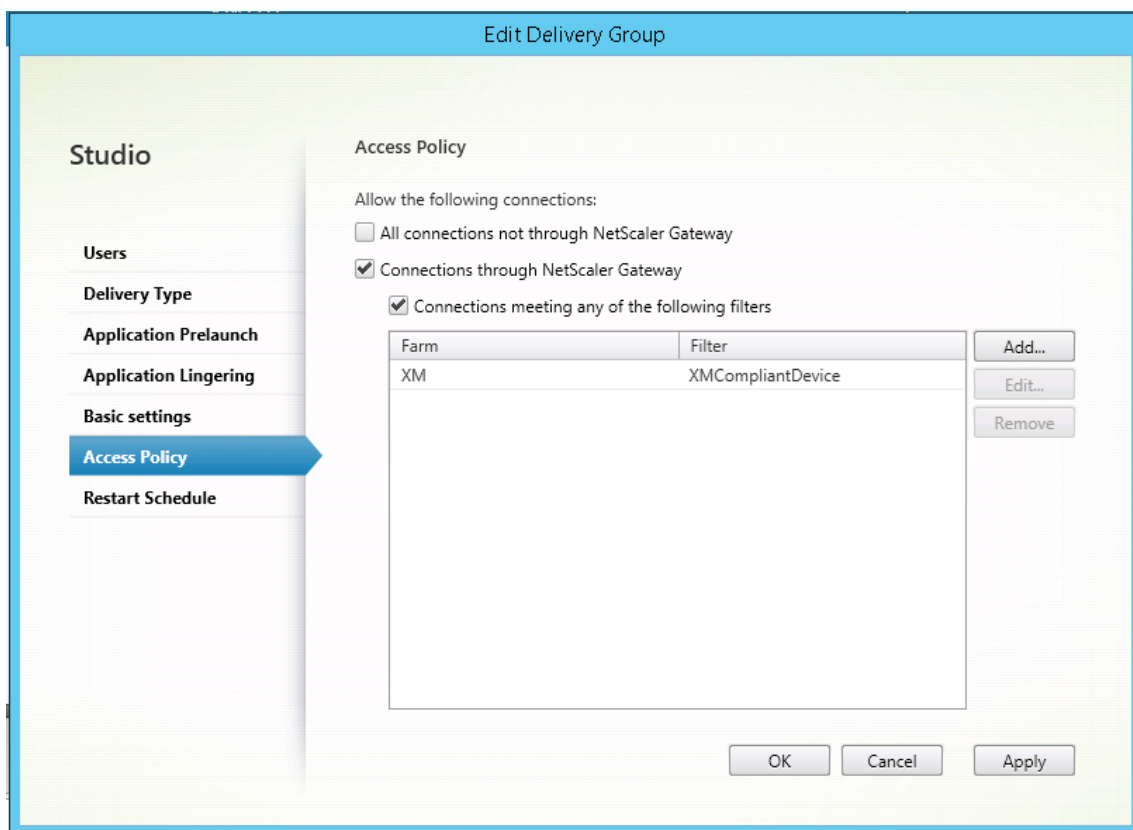 Edit Delivery Group
Studio
Users
Delivery Type
Application Prelaunch
Application Lingering
Basic settings
Access Policy
Restart Schedule
Access Policy
Allow the following connections:
All connections not through NetScaler Gateway
Connections through NetScaler Gateway
Connections meeting any of the following filters
Farm Filter
XM XMCompliantDevice
Add...
Edit...
Remove
OK Cancel Apply